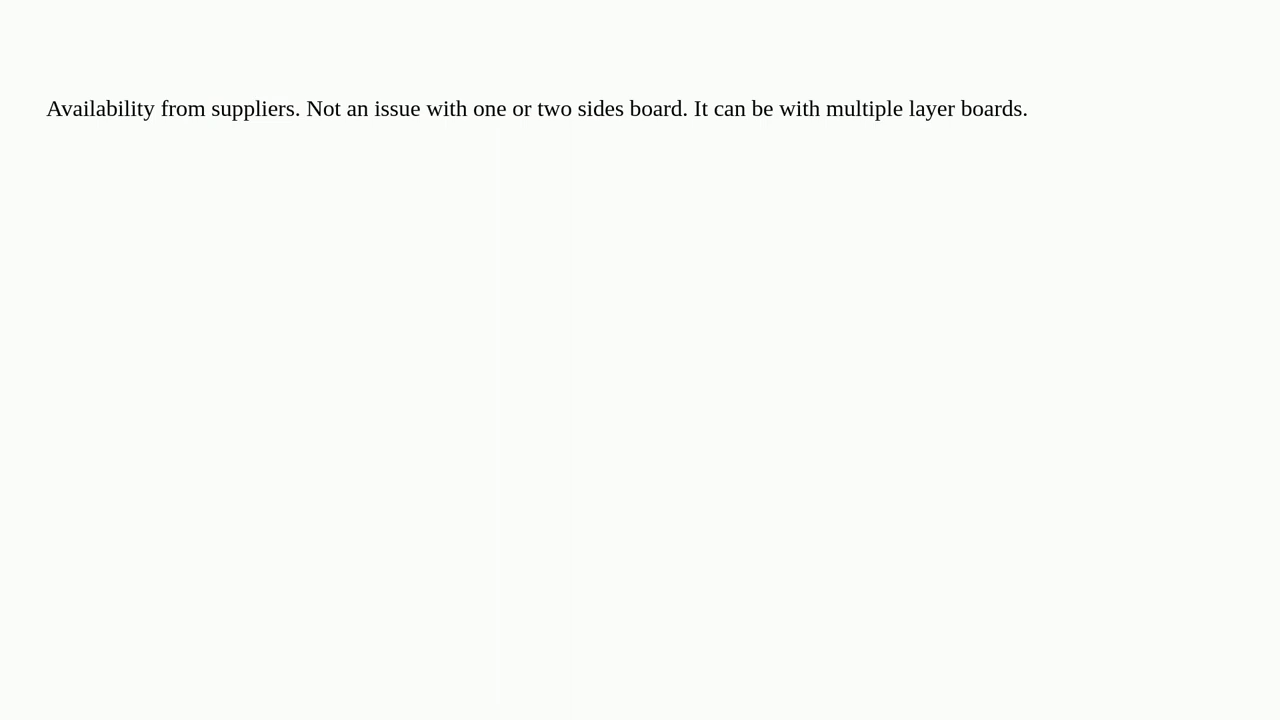 Availability from suppliers. Not an issue with one or two sides board. It can be with multiple layer boards.